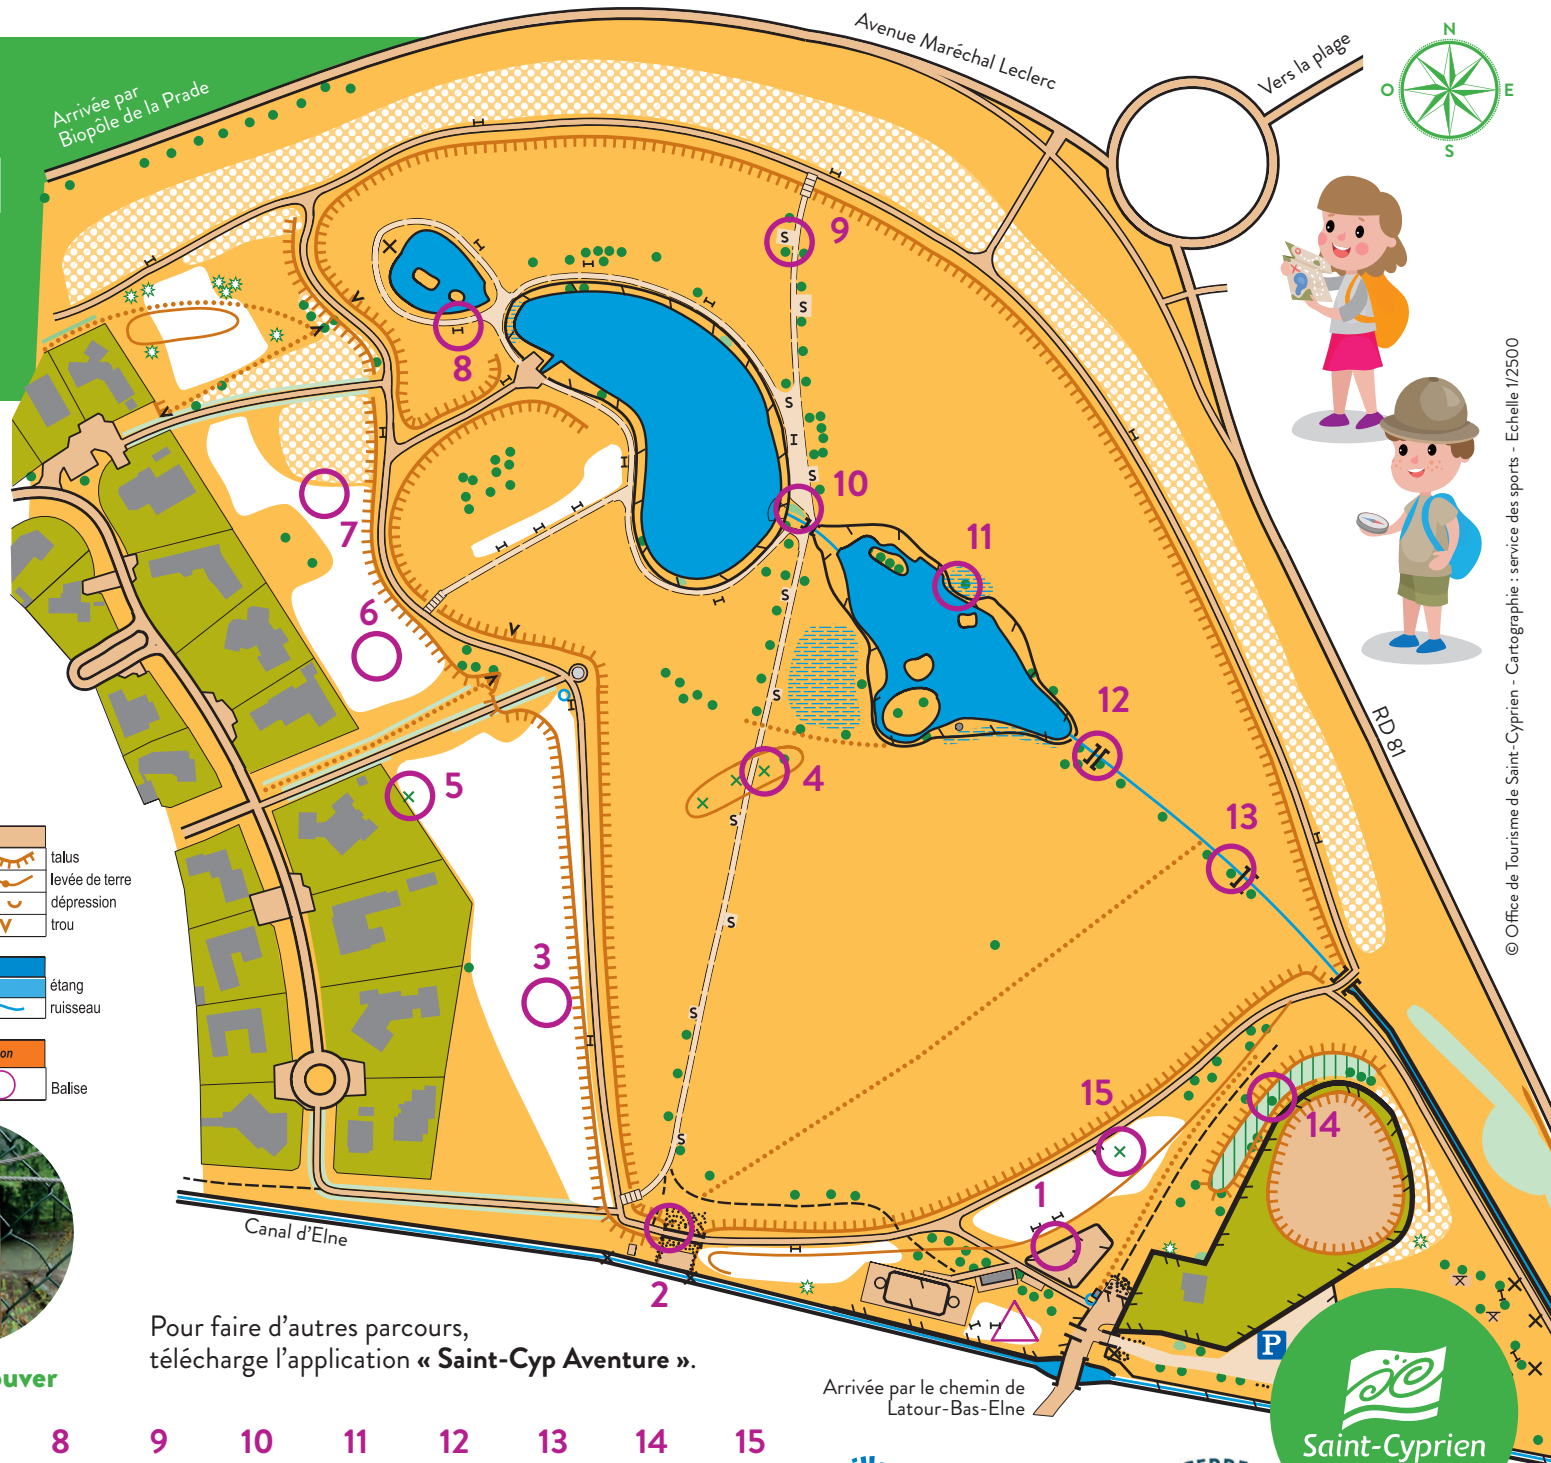 Avenue Maréchal Leclerc
Vers la plage
Arrivée par
Biopôle de la Prade
N
O
E
S
9
8
10
7
11
6
12
5
4
13
3
15
14
1
2
RD 81
© Office de Tourisme de Saint-Cyprien - Cartographie : service des sports - Echelle 1/2500
talus
levée de terre
dépression
trou
étang
ruisseau
on
Balise
Canal d'Elne
Pour faire d'autres parcours,
télécharge l'application « Saint-Cyp Aventure ».
Arrivée par le chemin de
Latour-Bas-Elne
P
Saint-Cyprien
ouver
8 9 10 11 12 13 14 15